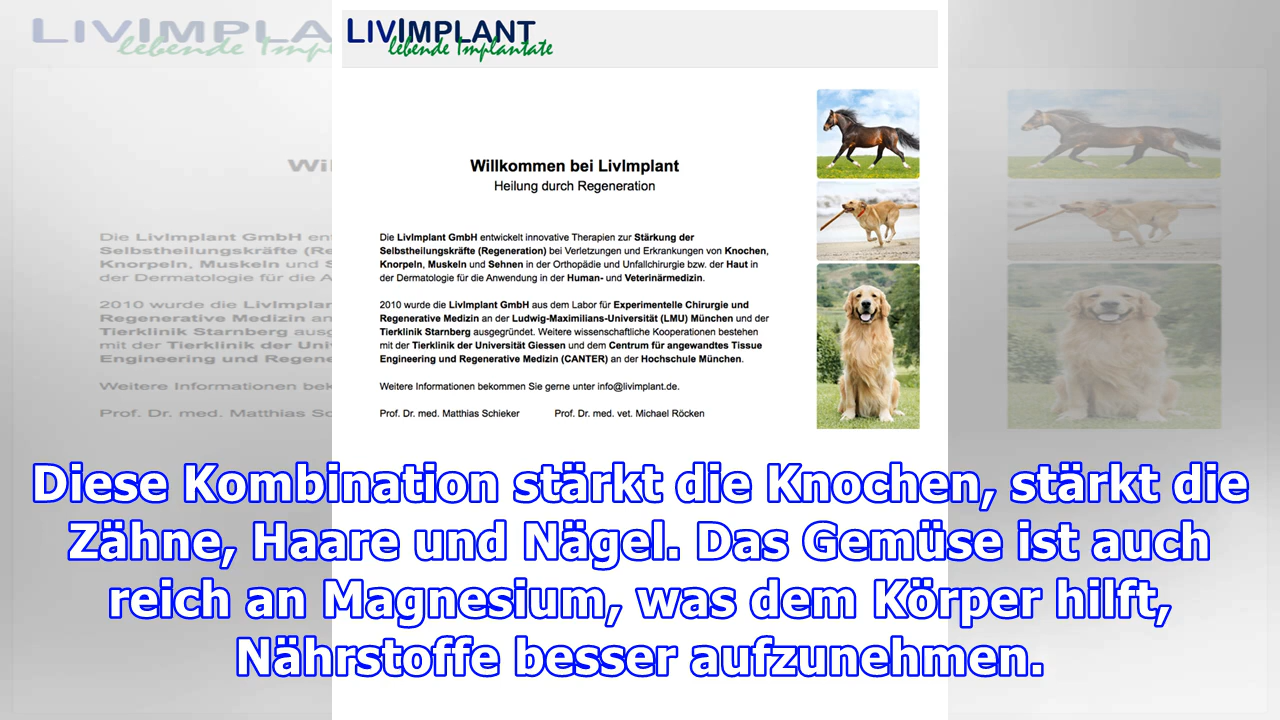 LIVIMPLANT
lebende Implantate
Willkommen bei LivImplant
Heilung durch Regeneration
Die LivImplant GmbH entwickelt innovative Therapien zur Stärkung der
Selbstheilungskräfte (Regeneration) bei Verletzungen und Erkrankungen von Knochen,
Knorpeln, Muskeln und Sehnen in der Orthopädie und Unfallchirurgie bzw. der Haut in
der Dermatologie für die Anwendung in der Human- und Veterinärmedizin.
2010 wurde die LivImplant GmbH aus dem Labor für Experimentelle Chirurgie und
Regenerative Medizin an der Ludwig-Maximilians-Universität (LMU) München und der
Tierklinik Starnberg ausgegründet. Weitere wissenschaftliche Kooperationen bestehen
mit der Tierklinik der Universität Giessen und dem Centrum für angewandtes Tissue
Engineering und Regenerative Medizin (CANTER) an der Hochschule München.
Weitere Informationen bekommen Sie gerne unter info@livimplant.de.
Prof. Dr. med. Matthias Schieker Prof. Dr. med. vet. Michael Röcken
Diese Kombination stärkt die Knochen, stärkt die
Zähne, Haare und Nägel. Das Gemüse ist auch
reich an Magnesium, was dem Körper hilft,
Nährstoffe besser aufzunehmen.